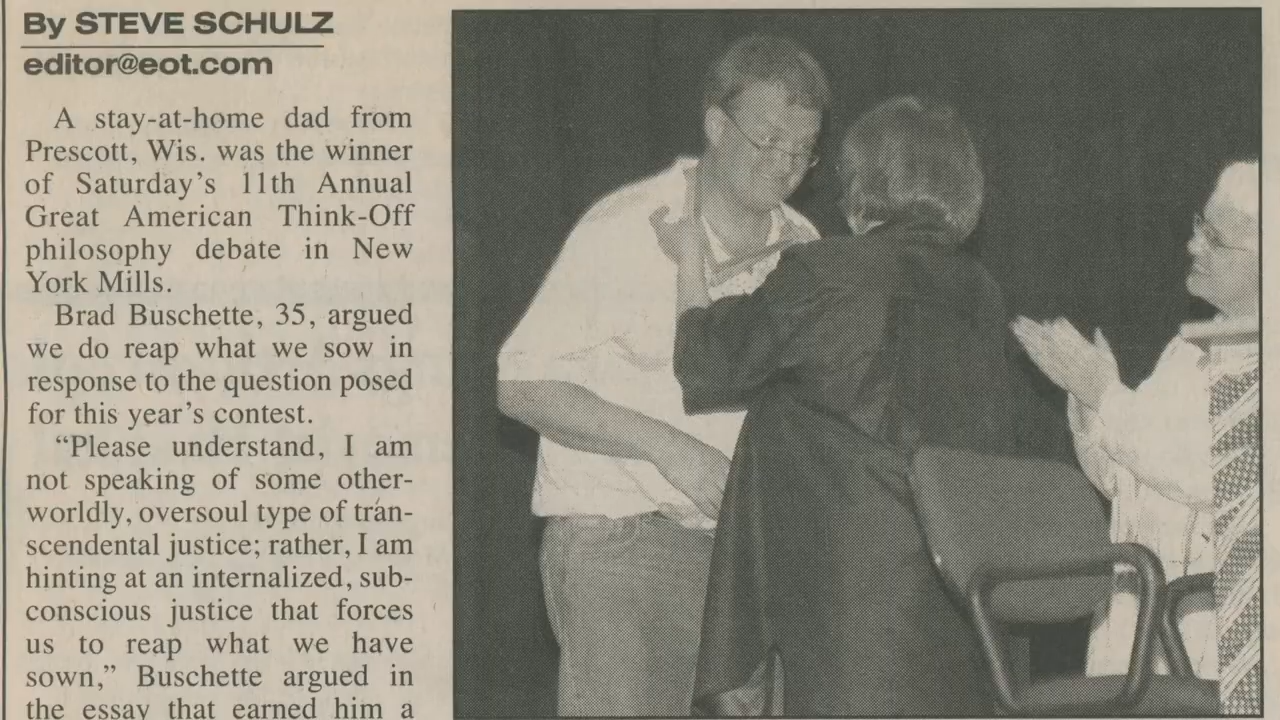 By STEVE SCHULZ
editor@eot.com
A stay-at-home dad from
Prescott, Wis. was the winner
of Saturday's 11th Annual
Great American Think-Off
philosophy debate in New
York Mills.
Brad Buschette, 35, argued
we do reap what we sow in
response to the question posed
for this year's contest.
“Please understand, I am
not speaking of some other-
worldly, oversoul type of tran-
scendental justice; rather, I am
hinting at an internalized, sub-
conscious justice that forces
us to reap what we have
sown,” Buschette argued in
the essay that earned him a